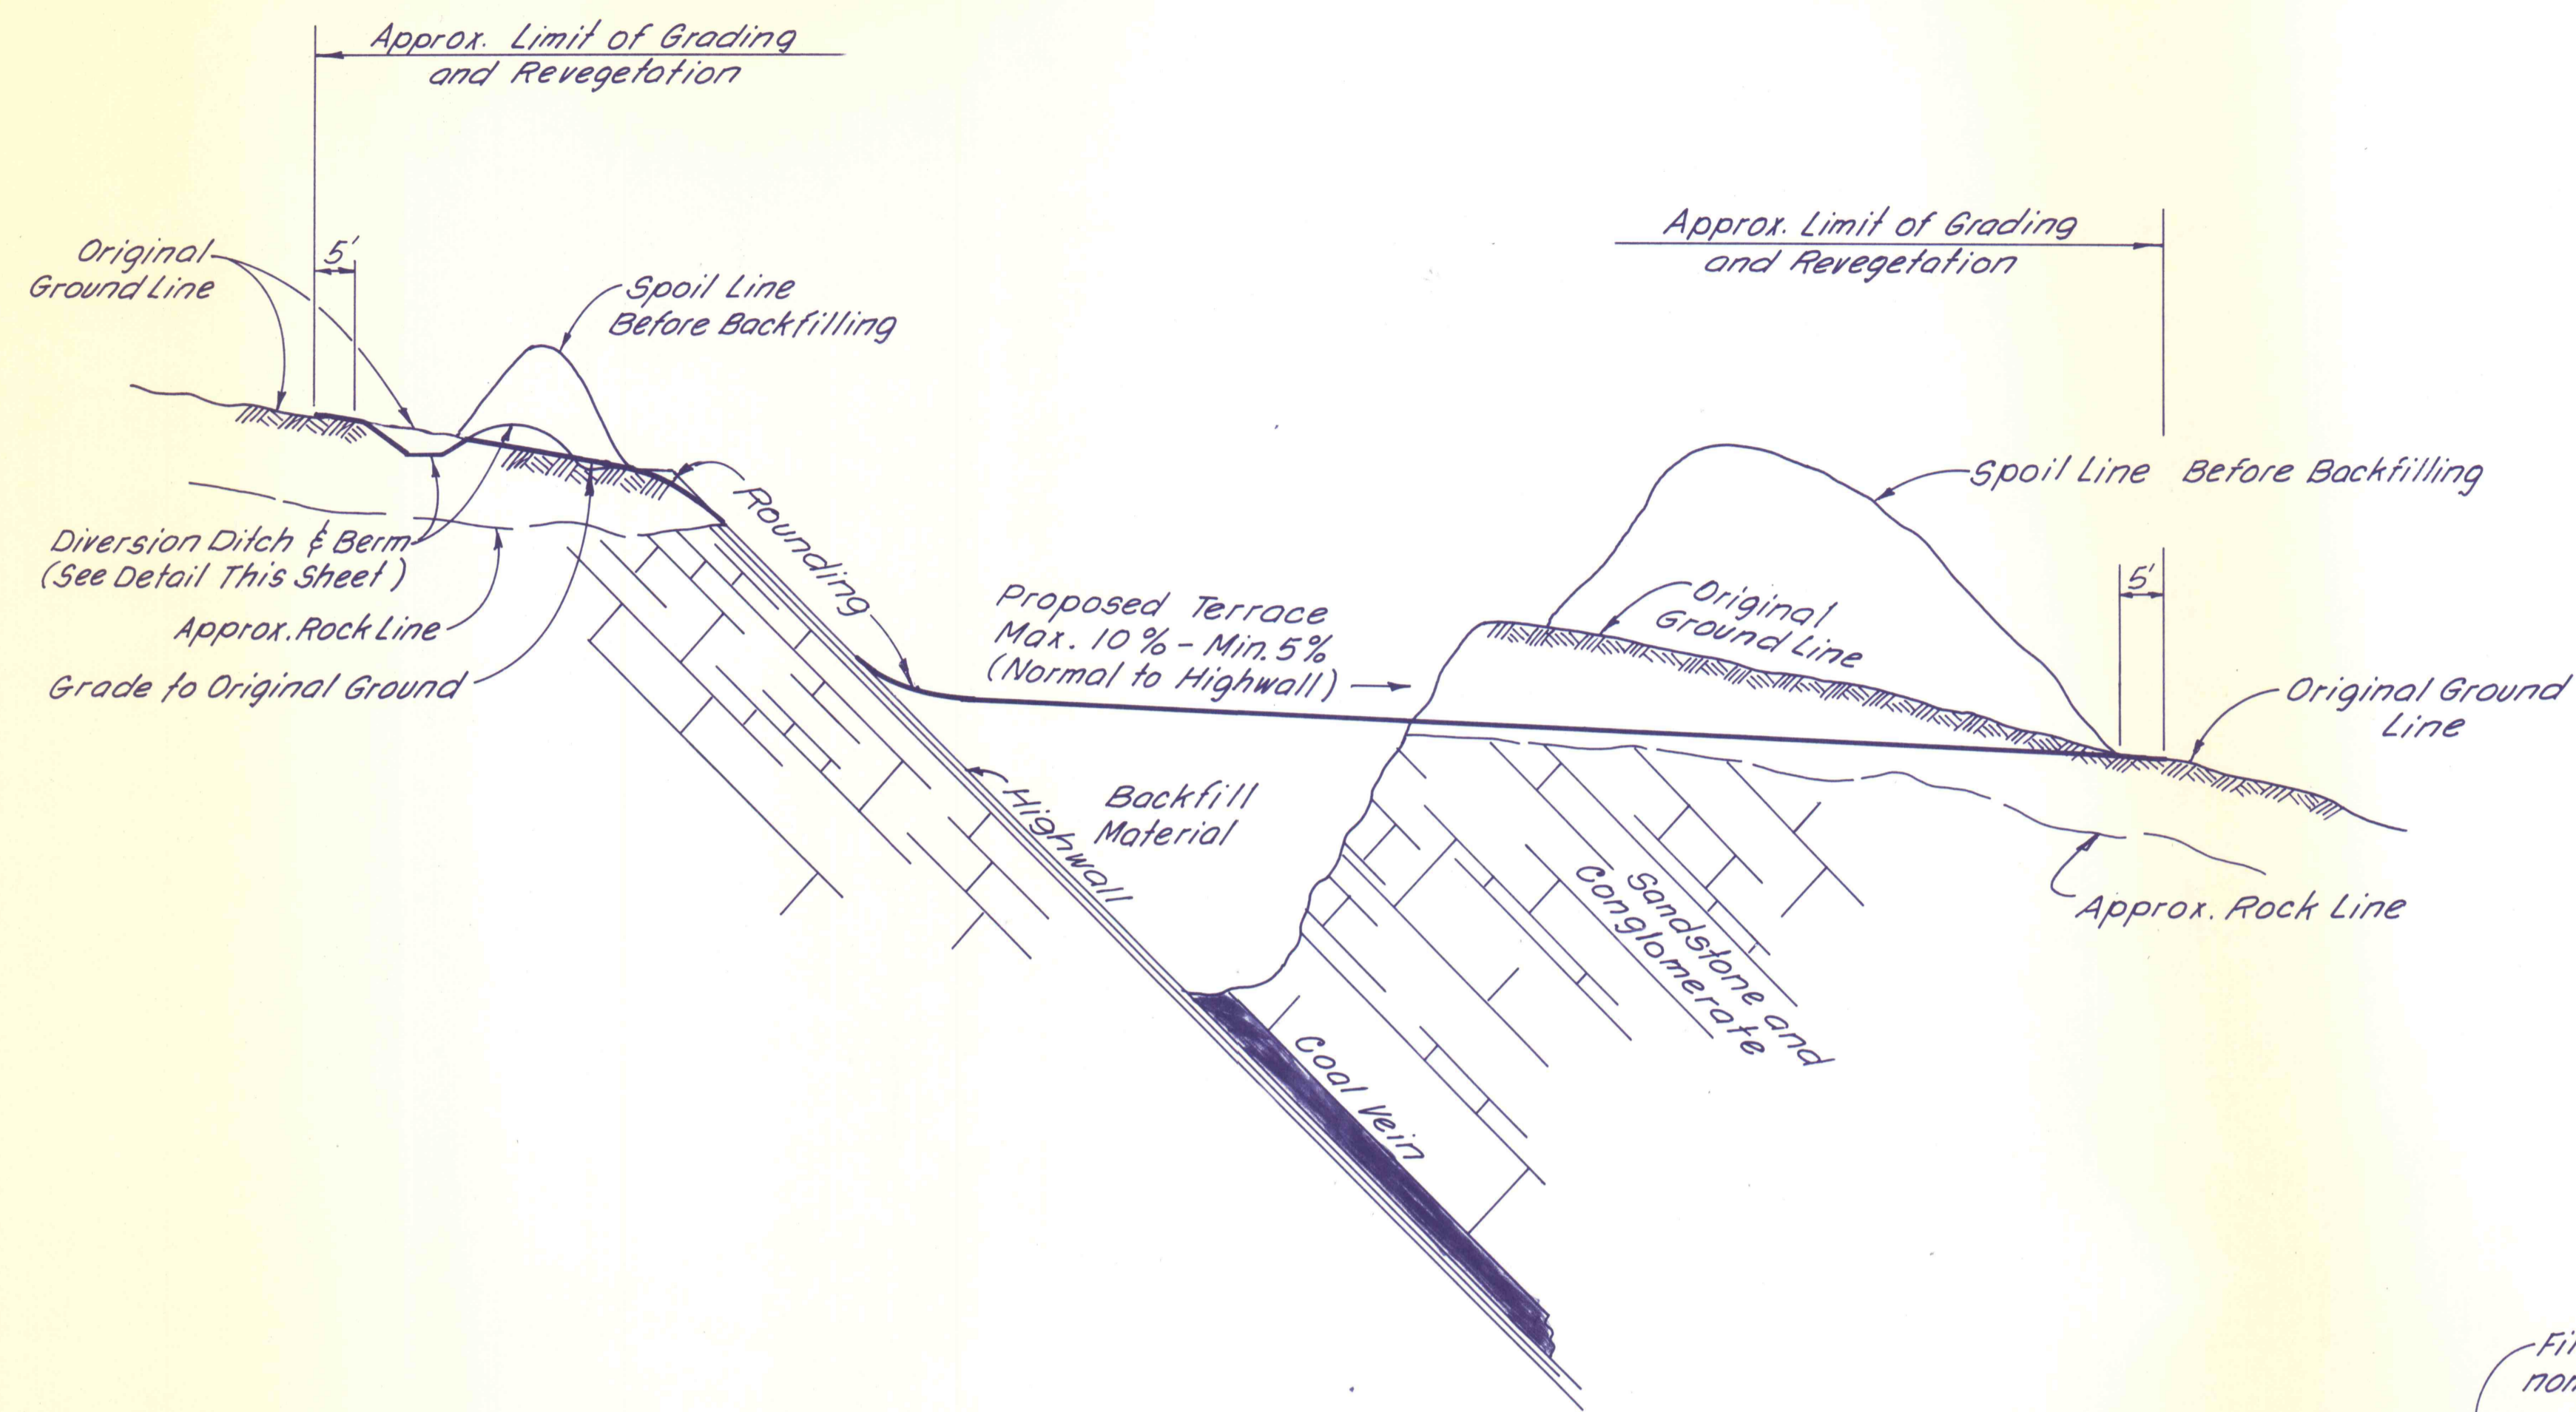 Approx. Limit of Grading
and Revegetation
Approx. Limit of Grading
and Revegetation
Original
Ground Line
5'
Spoil Line
Before Backfilling
Spoil Line Before Backfilling
Diversion Ditch & Berm
(See Detail This Sheet)
Approx. Rock Line
Grade to Original Ground
Rounding
Proposed Terrace
Max. 10% - Min. 5%
(Normal to Highwall)
Original
Ground Line
5'
Original Ground
Line
Highwall
Backfill
Material
Sandstone and
Conglomerate
Approx. Rock Line
Coal Vein